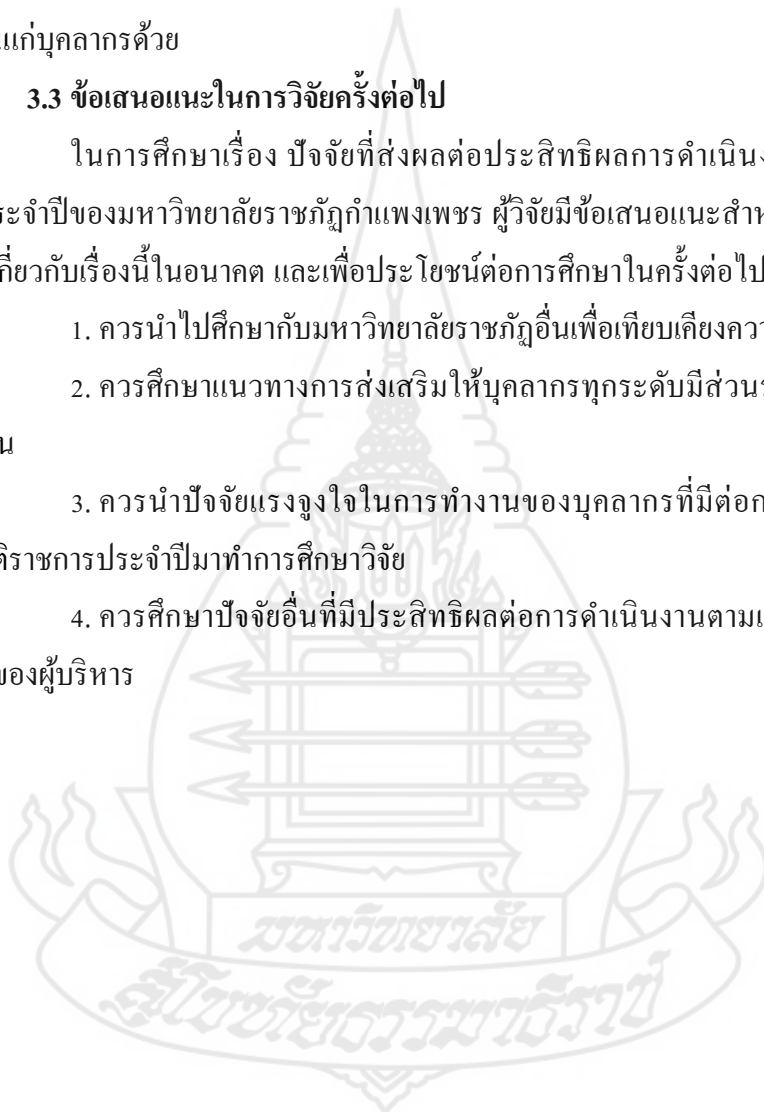 แก่บุคลากรด้วย
3.3 ข้อเสนอแนะในการวิจัยครั้งต่อไป
ในการศึกษาเรื่อง ปัจจัยที่ส่งผลต่อประสิทธิผลการดำเนิน
ระจำปีของมหาวิทยาลัยราชภัฏกำแพงเพชร ผู้วิจัยมีข้อเสนอแนะสำห
กี่ยวกับเรื่องนี้ในอนาคต และเพื่อประโยชน์ต่อการศึกษาในครั้งต่อไป
1. ควรนำไปศึกษากับมหาวิทยาลัยราชภัฏอื่นเพื่อเทียบเคียงควา
2. ควรศึกษาแนวทางการส่งเสริมให้บุคลากรทุกระดับมีส่วนร
น
3. ควรนำปัจจัยแรงจูงใจในการทำงานของบุคลากรที่มีต่อก
ติราชการประจำปีมาทำการศึกษาวิจัย
4. ควรศึกษาปัจจัยอื่นที่มีประสิทธิผลต่อการดำเนินงานตามแ
ของผู้บริหาร
มหาวิทยาลัย
สุโขทัยธรรมาธิราช